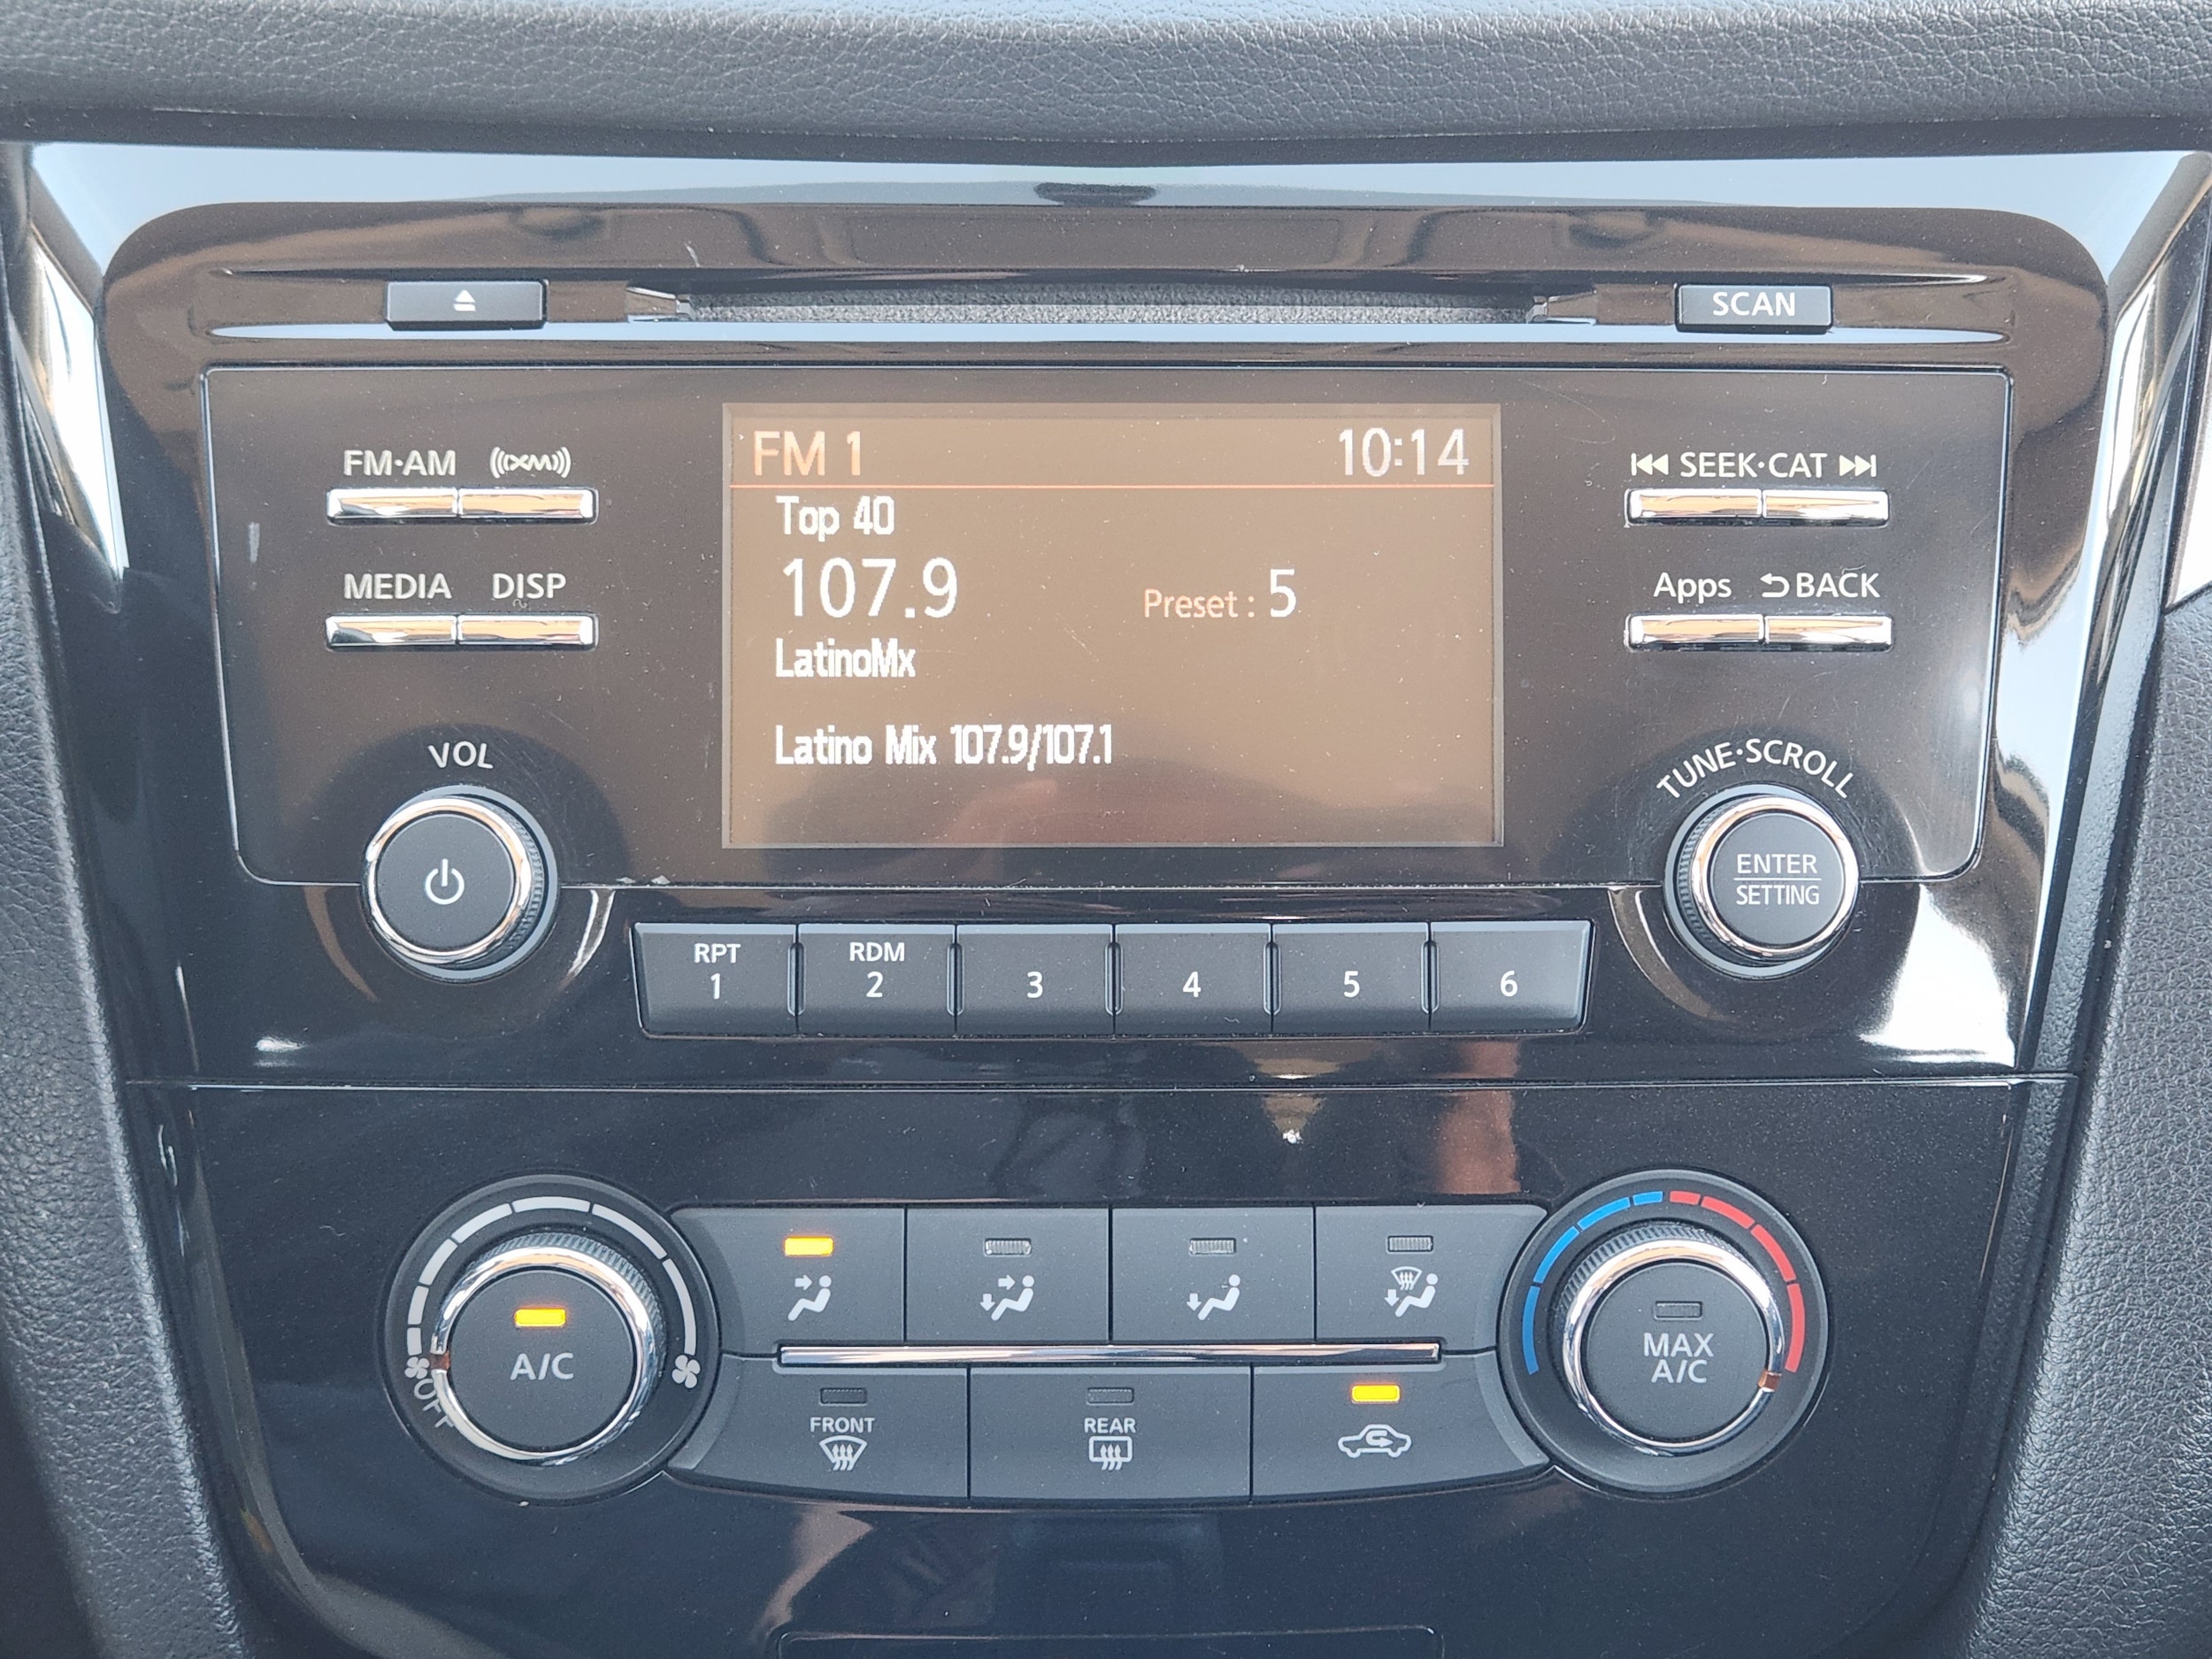 SCAN
FM·AM (((XM)))
FM 1 10:14
SEEK·CAT
Top 40
107.9 Preset : 5
MEDIA DISP
Apps BACK
LatinoMx
Latino Mix 107.9/107.1
VOL
TUNE·SCROLL
ENTER
SETTING
RPT RDM
1 2 3 4 5 6
A/C
OFF
MAX
A/C
FRONT REAR